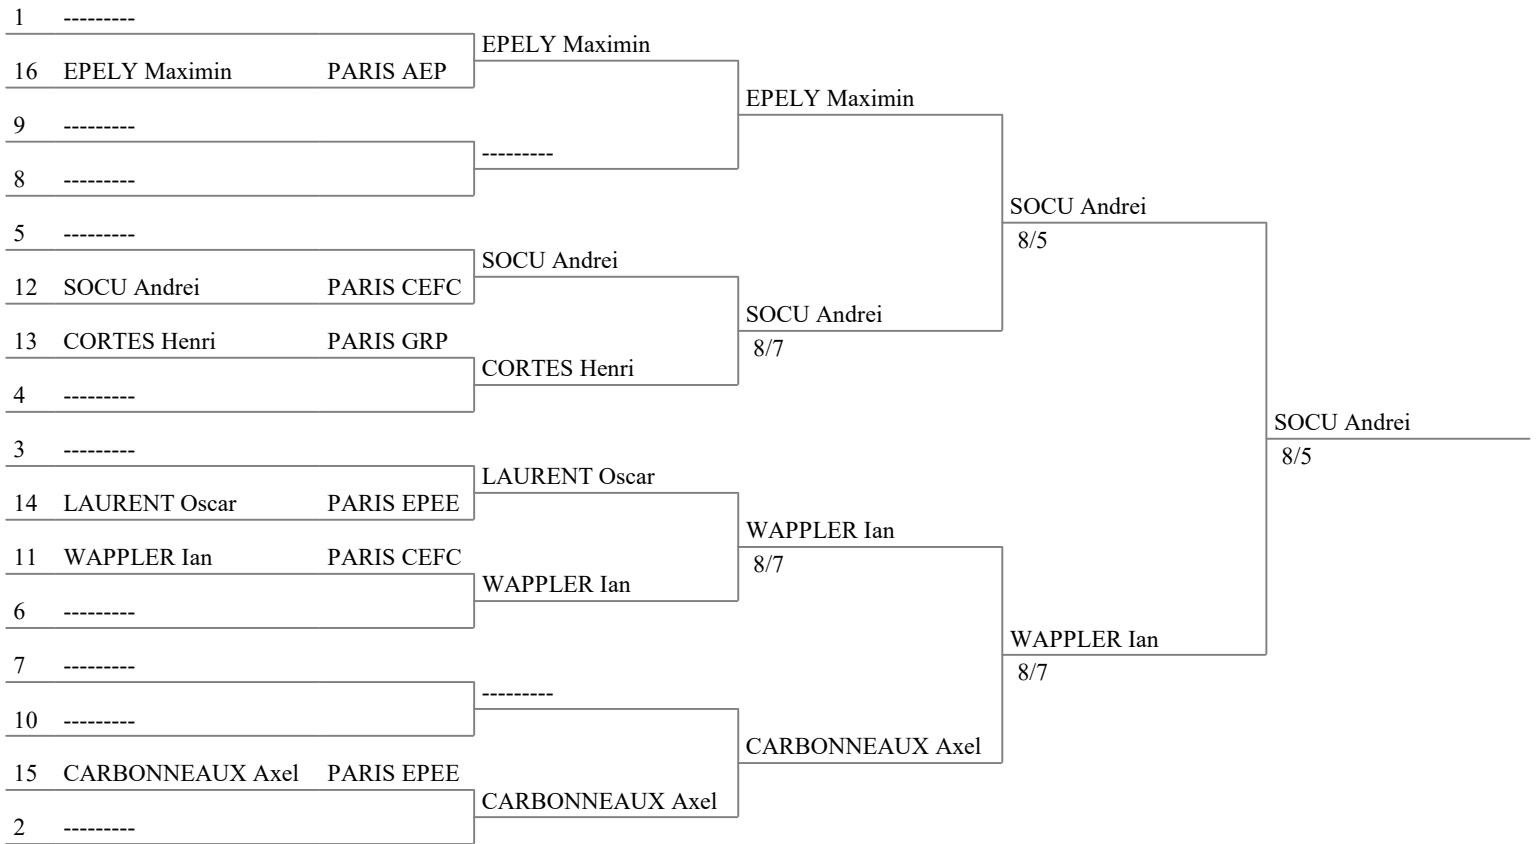 1 ---------
EPELY Maximin
16 EPELY Maximin PARIS AEP
EPELY Maximin
9 ---------
---------
8 ---------
SOCU Andrei
8/5
5 ---------
SOCU Andrei
12 SOCU Andrei PARIS CEFC
SOCU Andrei
8/7
13 CORTES Henri PARIS GRP
CORTES Henri
4 ---------
SOCU Andrei
8/5
3 ---------
LAURENT Oscar
14 LAURENT Oscar PARIS EPEE
WAPPLER Ian
8/7
11 WAPPLER Ian PARIS CEFC
WAPPLER Ian
6 ---------
WAPPLER Ian
8/7
7 ---------
---------
10 ---------
CARBONNEAUX Axel
15 CARBONNEAUX Axel PARIS EPEE
CARBONNEAUX Axel
2 ---------